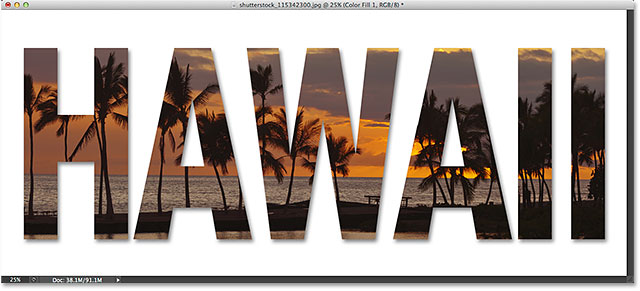 shutterstock_115342300.jpg @ 25% (Color Fill 1, RGB/8) *
HAWAII
25% Doc: 38.1M/91.1M